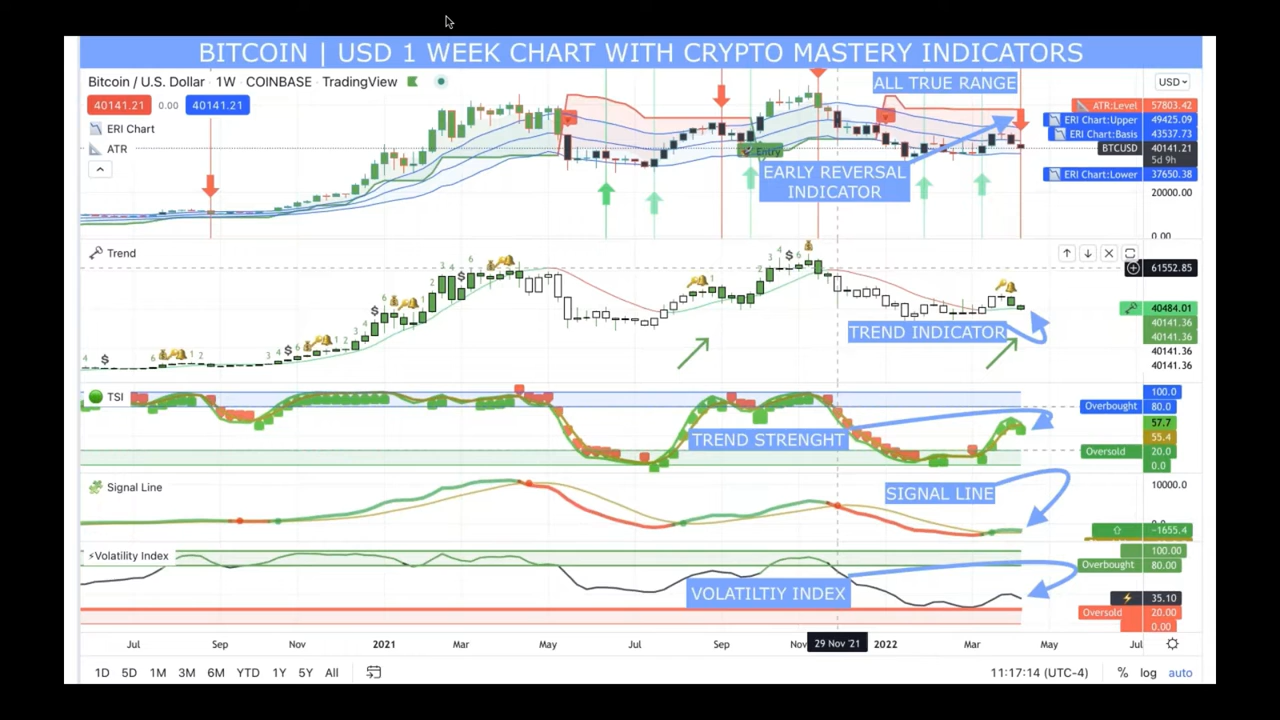 BITCOIN | USD 1 WEEK CHART WITH CRYPTO MASTERY INDICATORS
Bitcoin / U.S. Dollar · 1W · COINBASE · TradingView
ALL TRUE RANGE
USD
40141.21 0.00 40141.21
ATR:Level 57803.42
ERI Chart:Upper 49425.09
ERI Chart
ERI Chart:Basis 43537.73
ATR
BTCUSD 40141.21
5d 9h
Entry
EARLY REVERSAL
INDICATOR
ERI Chart:Lower 37650.38
20000.00
0.00
Trend
61552.85
40484.01
40141.36
TREND INDICATOR
40141.36
40141.36
40141.36
TSI
100.0
Overbought 80.0
57.7
TREND STRENGHT
55.4
Oversold 20.0
0.0
Signal Line
10000.0
SIGNAL LINE
−1655.4
⚡Volatility Index
100.00
Overbought 80.00
VOLATILTIY INDEX
35.10
Oversold 20.00
0.00
Jul Sep Nov 2021 Mar May Jul Sep Nov 29 Nov '21 2022 Mar May Jul
1D 5D 1M 3M 6M YTD 1Y 5Y All 11:17:14 (UTC-4) % log auto